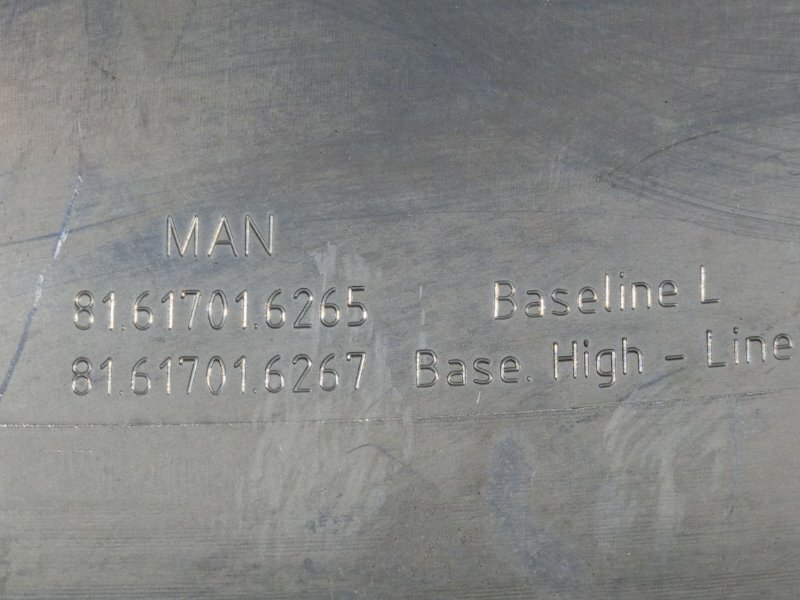 MAN
81.61701.6265 Baseline L
81.61701.6267 Base. High - Line